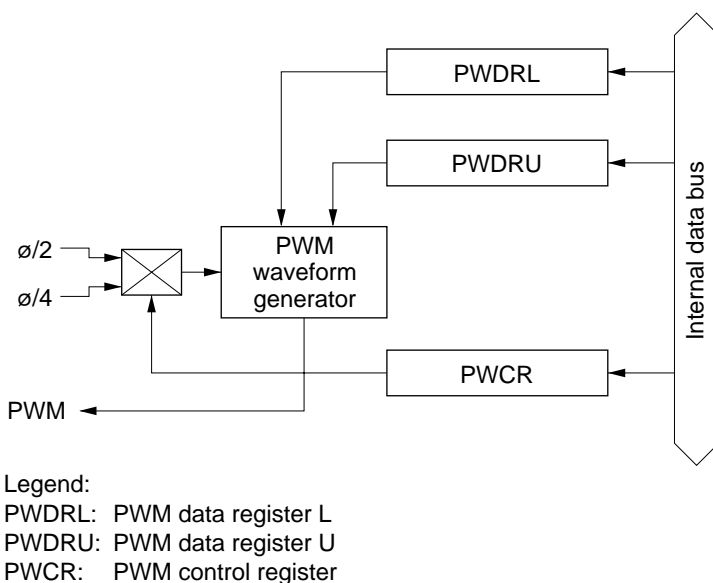 PWDRL
PWDRU
Internal data bus
ø/2
ø/4
PWM
waveform
generator
PWCR
PWM
Legend:
PWDRL: PWM data register L
PWDRU: PWM data register U
PWCR: PWM control register